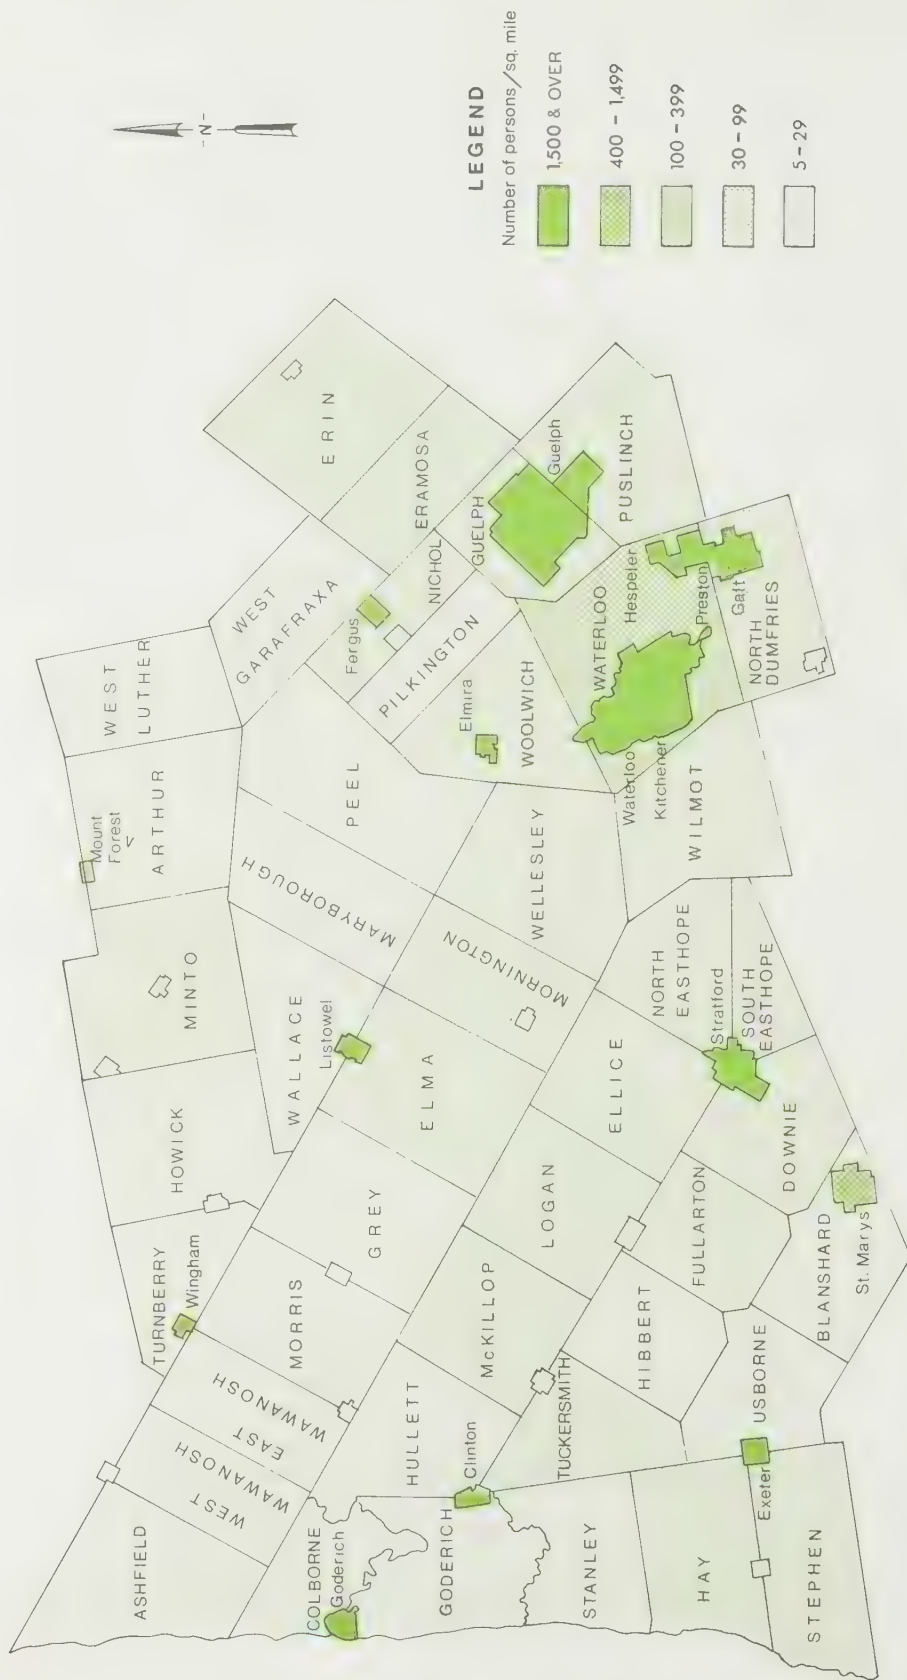 -N-
LEGEND
Number of persons/sq. mile
1,500 & OVER
400 - 1,499
100 - 399
30 - 99
5 - 29
ERIN
ERAMOSA
GUELPH
Guelph
PUSLINCH
WEST
LUTHER
WEST
GARAFRAXA
NICHOL
Fergus
PILKINGTON
Elmira
WOOLWICH
WATERLOO
Hespeler
Preston
Galt
NORTH
DUMFRIES
Waterloo
Kitchener
WILMOT
Mount
Forest
ARTHUR
PEEL
MARYBOROUGH
WELLESLEY
MORNINGTON
MINTO
WALLACE
Listowel
ELMA
ELLICE
NORTH
EASTHOPE
Stratford
SOUTH
EASTHOPE
DOWNIE
HOWICK
GREY
LOGAN
FULLARTON
BLANSHARD
St. Marys
TURNBERRY
Wingham
MORRIS
McKILLOP
HIBBERT
USBORNE
EAST
WAWANOSH
WEST
WAWANOSH
HULLETT
Clinton
TUCKERSMITH
Exeter
ASHFIELD
COLBORNE
Goderich
GODERICH
STANLEY
HAY
STEPHEN